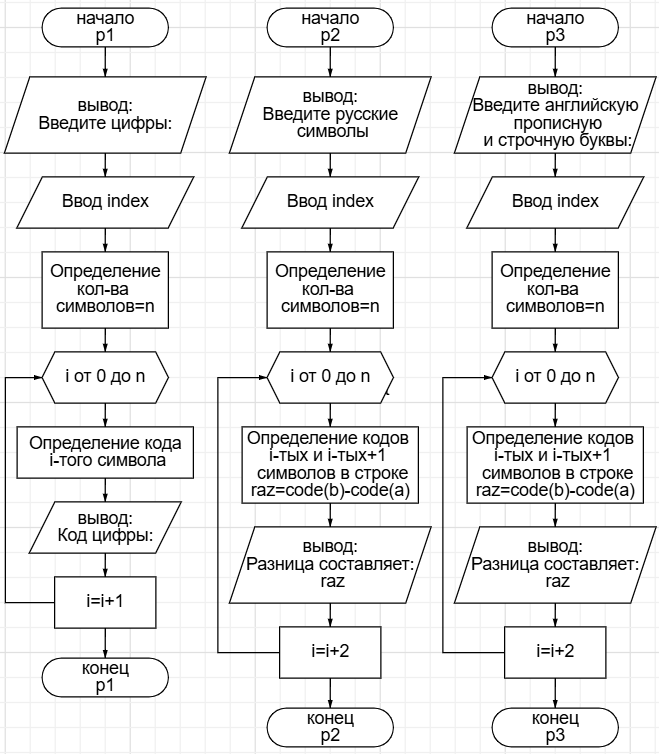 начало
p1
вывод:
Введите цифры:
Ввод index
Определение
кол-ва
символов=n
i от 0 до n
Определение кода
i-того символа
вывод:
Код цифры:
i=i+1
конец
p1
начало
p2
вывод:
Введите русские
символы
Ввод index
Определение
кол-ва
символов=n
i от 0 до n
Определение кодов
i-тых и i-тых+1
символов в строке
raz=code(b)-code(a)
вывод:
Разница составляет:
raz
i=i+2
конец
p2
начало
p3
вывод:
Введите английскую
прописную
и строчную буквы:
Ввод index
Определение
кол-ва
символов=n
i от 0 до n
Определение кодов
i-тых и i-тых+1
символов в строке
raz=code(b)-code(a)
вывод:
Разница составляет:
raz
i=i+2
конец
p3